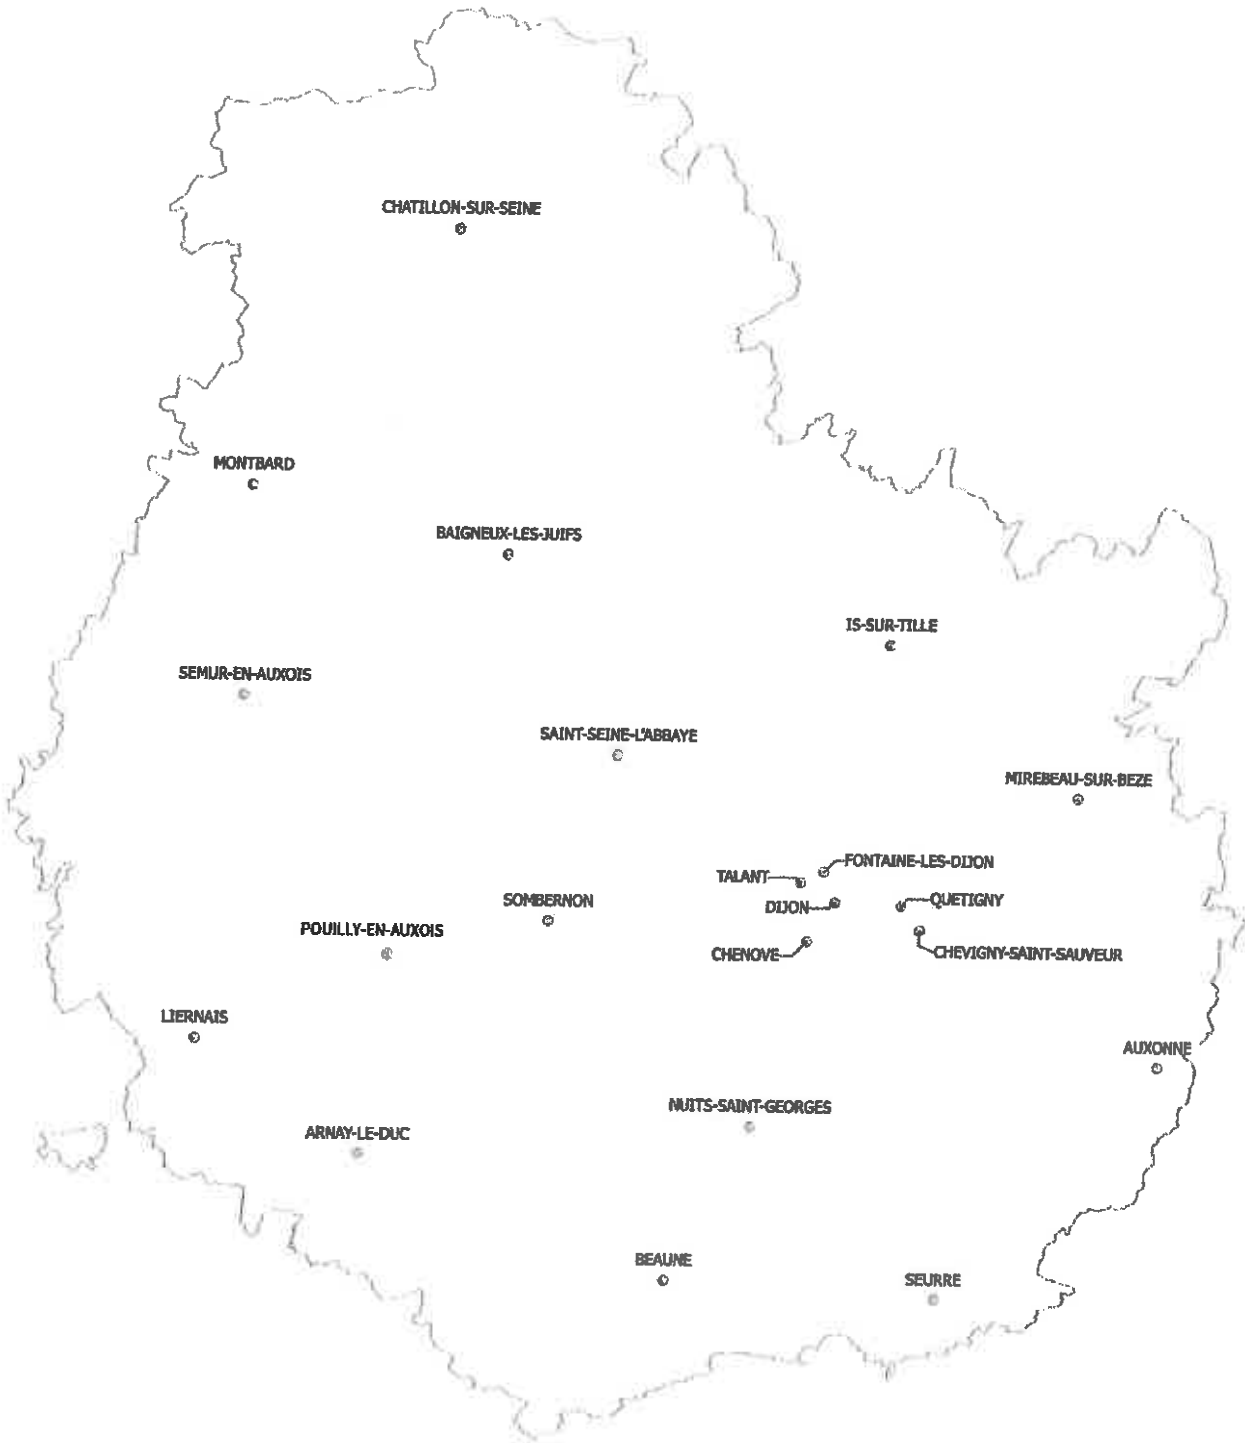 CHATILLON-SUR-SEINE
MONTBARD
BAIGNEUX-LES-JUIFS
IS-SUR-TILLE
SEMUR-EN-AUXOIS
SAINT-SEINE-L'ABBAYE
MIREBEAU-SUR-BEZE
FONTAINE-LES-DIJON
TALANT
SOMBERNON
DIJON
QUETIGNY
POUILLY-EN-AUXOIS
CHENOVE
CHEVIGNY-SAINT-SAUVEUR
LIERNAIS
AUXONNE
NUITS-SAINT-GEORGES
ARNAY-LE-DUC
BEAUNE
SEURRE